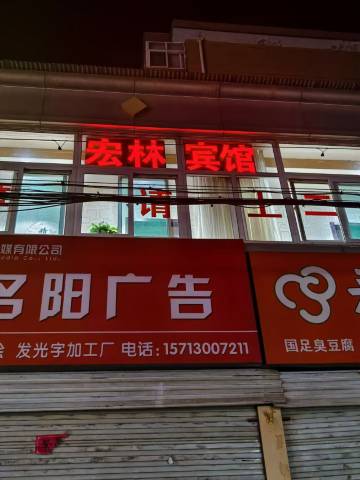 宏林 宾馆
请 上 二
媒有限公司
名阳广告
发光字加工厂 电话:15713007211
国足臭豆腐